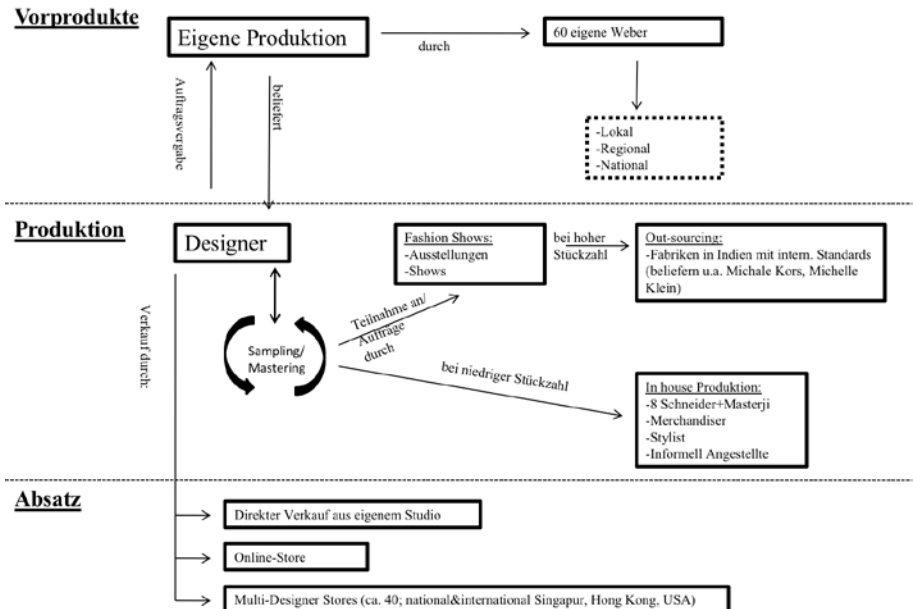 Vorprodukte
Eigene Produktion
durch
60 eigene Weber
Auftragsvergabe
beliefert
-Lokal
-Regional
-National
Produktion
Designer
Fashion Shows:
-Ausstellungen
-Shows
bei hoher
Stückzahl
Out-sourcing:
-Fabriken in Indien mit intern. Standards
(beliefern u.a. Michale Kors, Michelle
Klein)
Verkauf durch:
Sampling/
Mastering
Teilnahme an/
Aufträge
durch
bei niedriger Stückzahl
In house Produktion:
-8 Schneider+Masterji
-Merchandiser
-Stylist
-Informell Angestellte
Absatz
Direkter Verkauf aus eigenem Studio
Online-Store
Multi-Designer Stores (ca. 40; national&international Singapur, Hong Kong, USA)